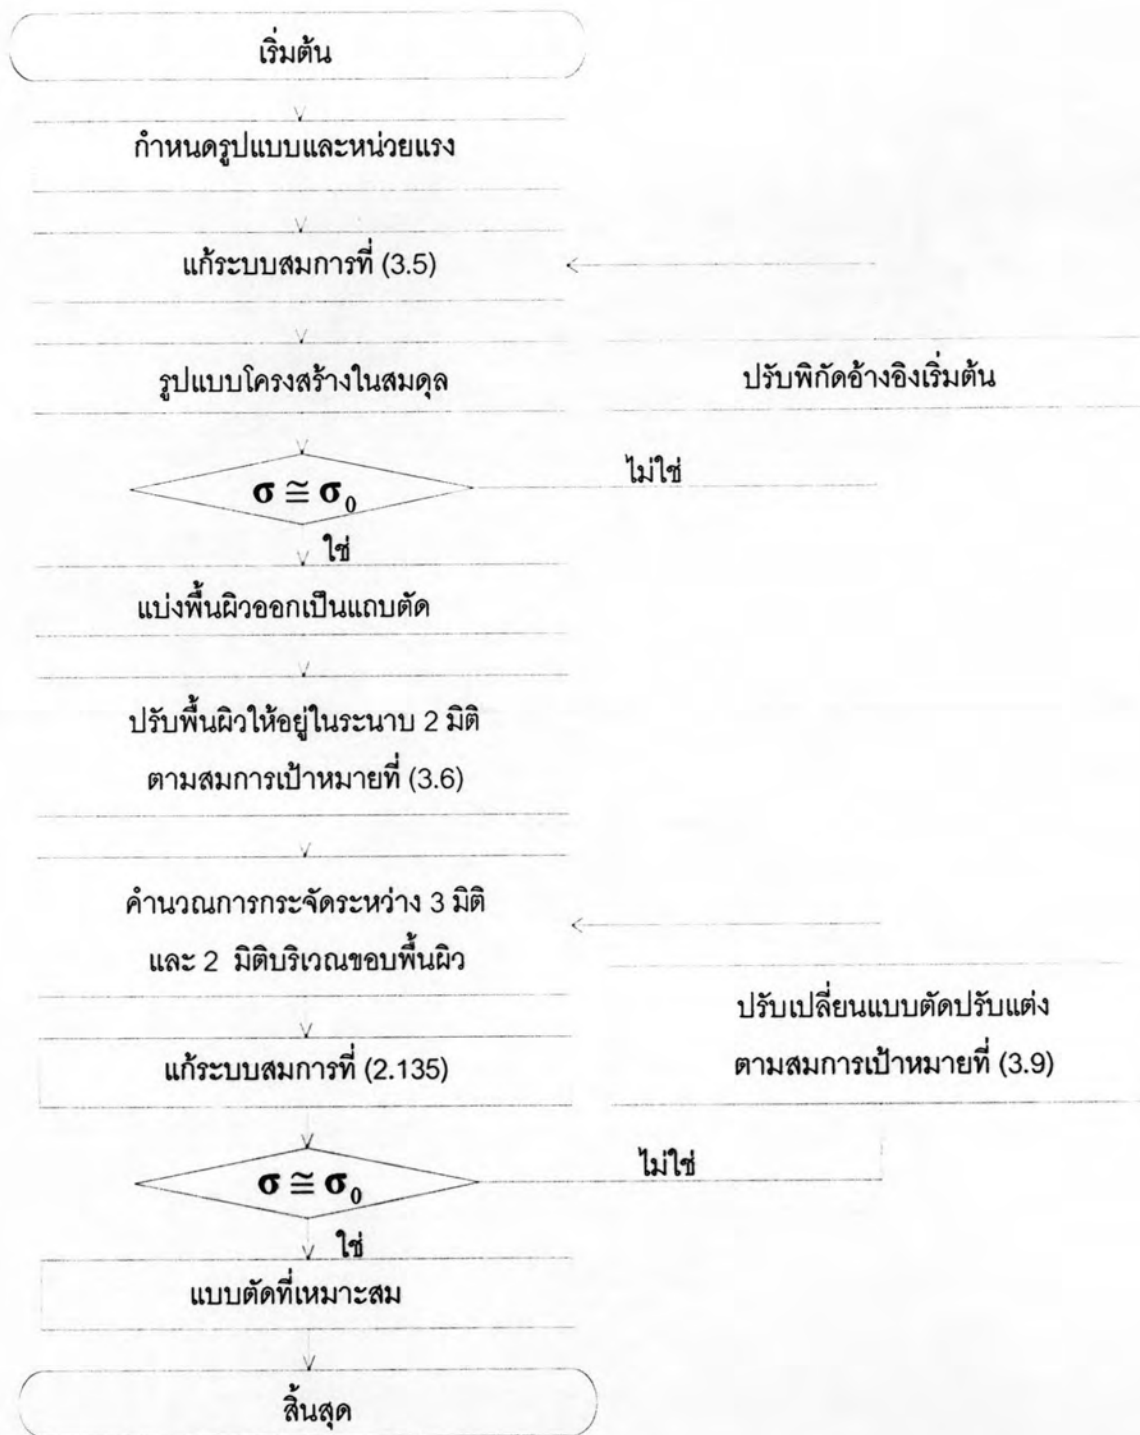 เริ่มต้น
กำหนดรูปแบบและหน่วยแรง
แก้ระบบสมการที่ (3.5)
รูปแบบโครงสร้างในสมดุล
ปรับพิกัดอ้างอิงเริ่มต้น
σ ≅ σ₀
ไม่ใช่
ใช่
แบ่งพื้นผิวออกเป็นแถบตัด
ปรับพื้นผิวให้อยู่ในระนาบ 2 มิติ
ตามสมการเป้าหมายที่ (3.6)
คำนวณการกระจัดระหว่าง 3 มิติ
และ 2 มิติบริเวณขอบพื้นผิว
ปรับเปลี่ยนแบบตัดปรับแต่ง
ตามสมการเป้าหมายที่ (3.9)
แก้ระบบสมการที่ (2.135)
σ ≅ σ₀
ไม่ใช่
ใช่
แบบตัดที่เหมาะสม
สิ้นสุด